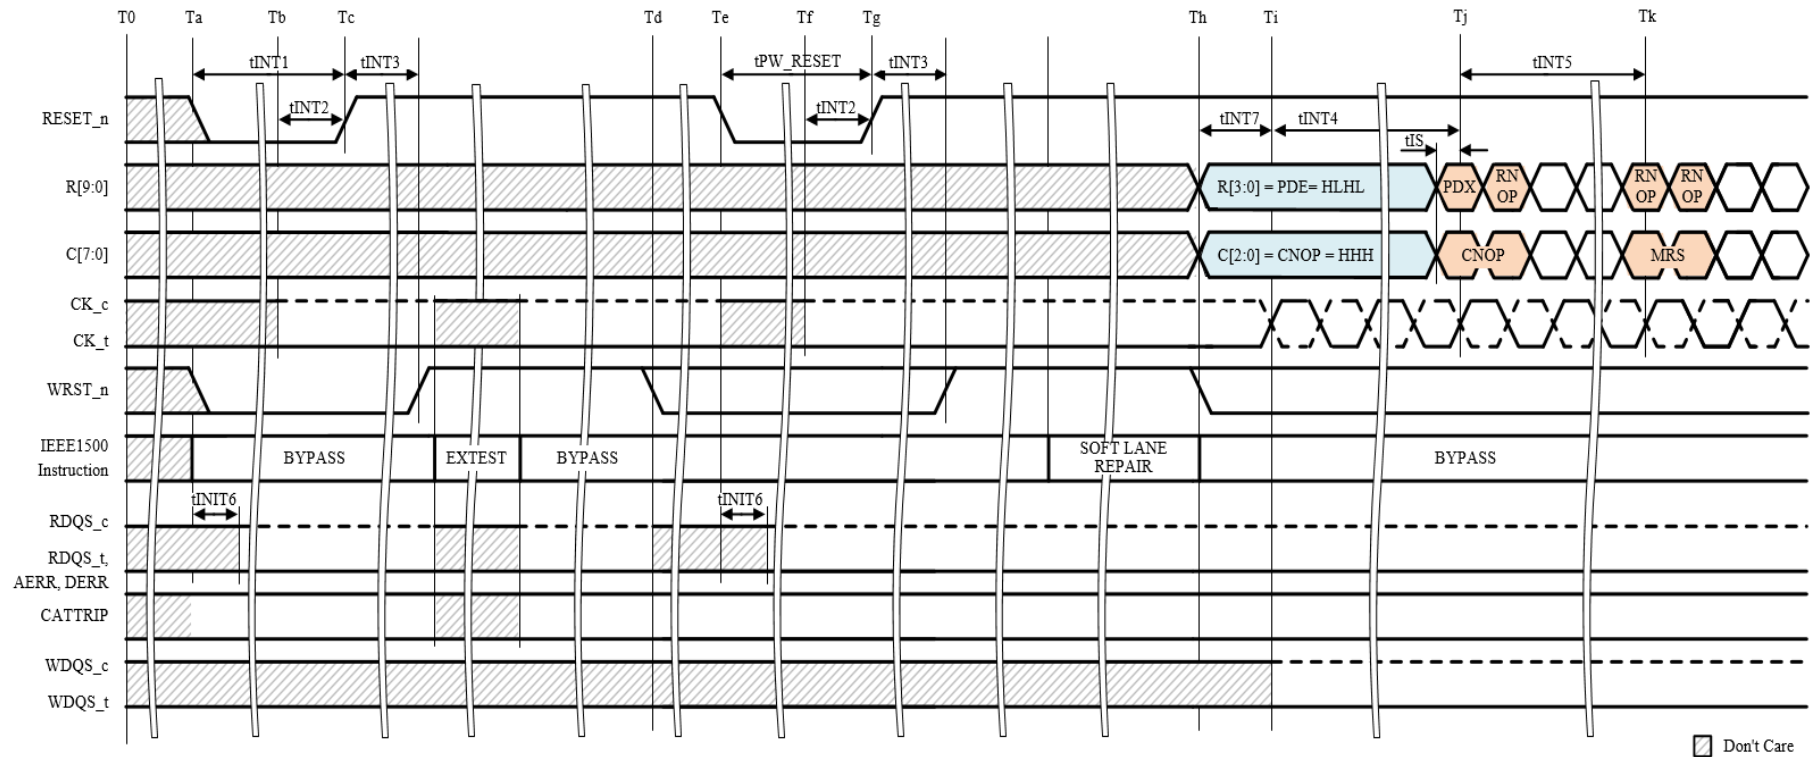 T0 Ta Tb Tc Td Te Tf Tg Th Ti Tj Tk
tINT1 tINT3 tPW_RESET tINT3 tINT5
RESET_n tINT2 tINT2 tINT7 tINT4
tIS
R[9:0] R[3:0] = PDE= HLHL PDX RN OP RN OP RN OP
C[7:0] C[2:0] = CNOP = HHH CNOP MRS
CK_c
CK_t
WRST_n
IEEE1500
Instruction
BYPASS EXTEST BYPASS SOFT LANE REPAIR BYPASS
tINIT6 tINIT6
RDQS_c
RDQS_t,
AERR, DERR
CATTRIP
WDQS_c
WDQS_t
Don't Care